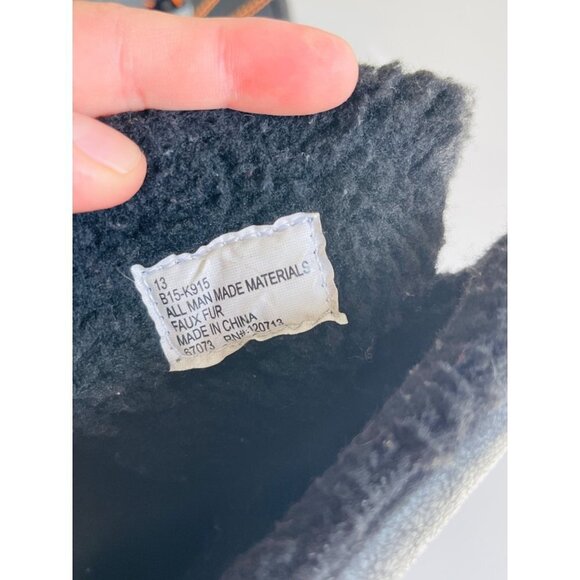 13
B15-K915
ALL MAN MADE MATERIALS
FAUX FUR
MADE IN CHINA
87073 RN#:120713